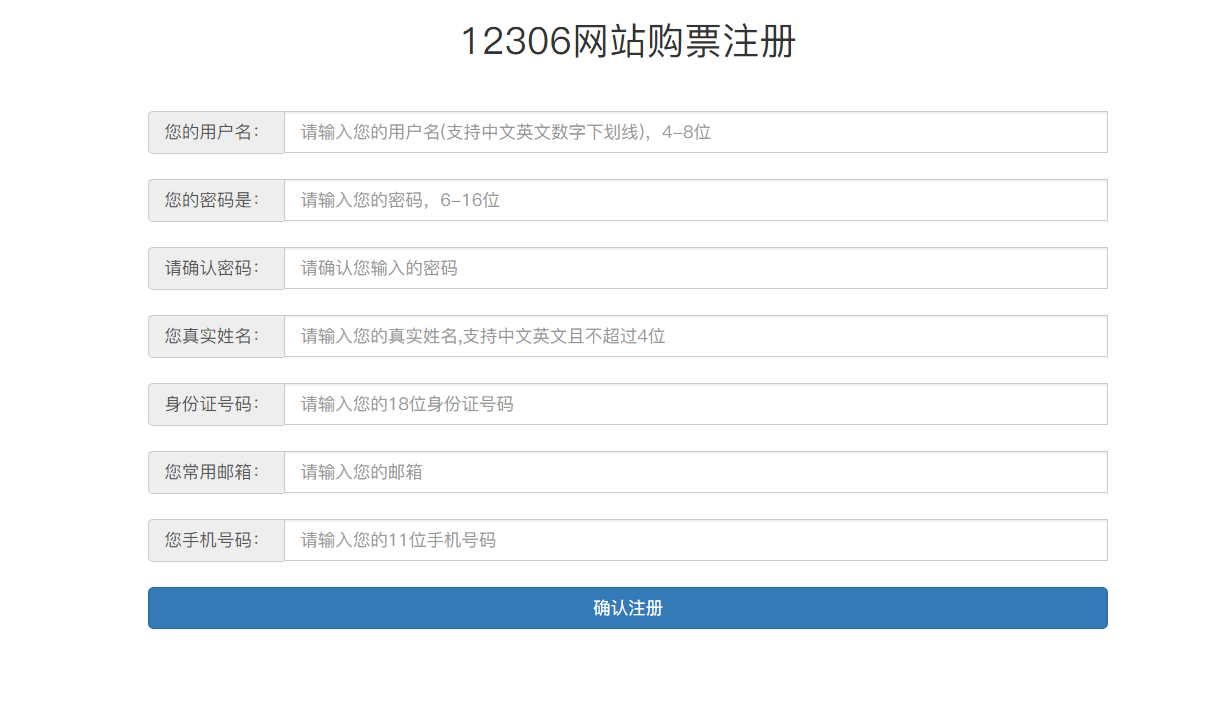 12306网站购票注册
您的用户名： 请输入您的用户名(支持中文英文数字下划线)，4-8位
您的密码是： 请输入您的密码，6-16位
请确认密码： 请确认您输入的密码
您真实姓名： 请输入您的真实姓名,支持中文英文且不超过4位
身份证号码： 请输入您的18位身份证号码
您常用邮箱： 请输入您的邮箱
您手机号码： 请输入您的11位手机号码
确认注册